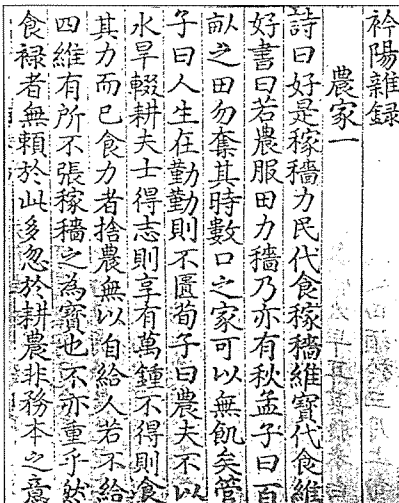 衿陽雜録
農家一
詩曰好是稼穡力民代食稼穡維寶代食維
好書曰若農服田力穡乃亦有秋孟子曰百
畝之田勿奪其時數口之家可以無飢矣管
子曰人生在勤勤則不匱荀子曰農夫不以
水旱輟耕夫士得志則享有萬鍾不得則食
其力而已食力者捨農無以自給人若不給
四維有所不張稼穡之為寶也不亦重乎然
食禄者無賴於此多忽於耕農非務本之意